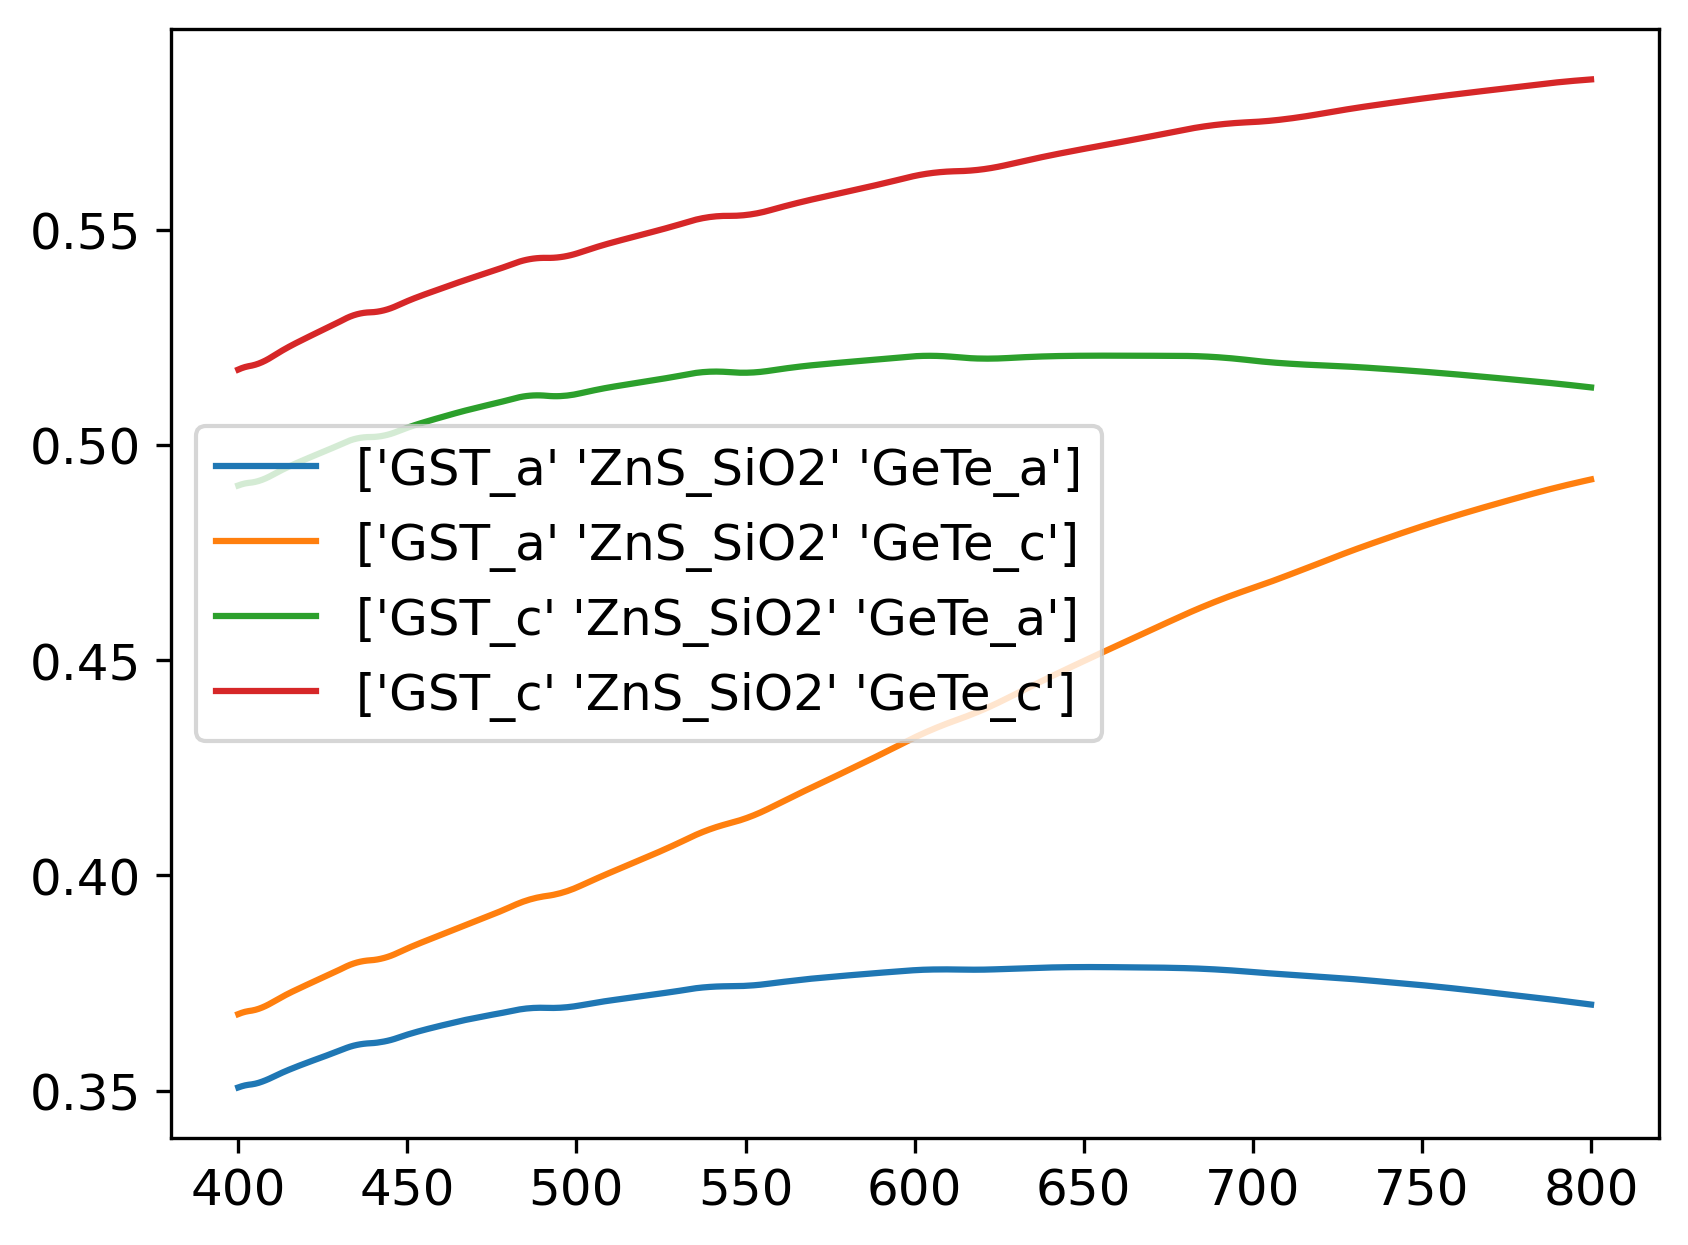 0.55
0.50
0.45
0.40
0.35
['GST_a' 'ZnS_SiO2' 'GeTe_a']
['GST_a' 'ZnS_SiO2' 'GeTe_c']
['GST_c' 'ZnS_SiO2' 'GeTe_a']
['GST_c' 'ZnS_SiO2' 'GeTe_c']
400 450 500 550 600 650 700 750 800